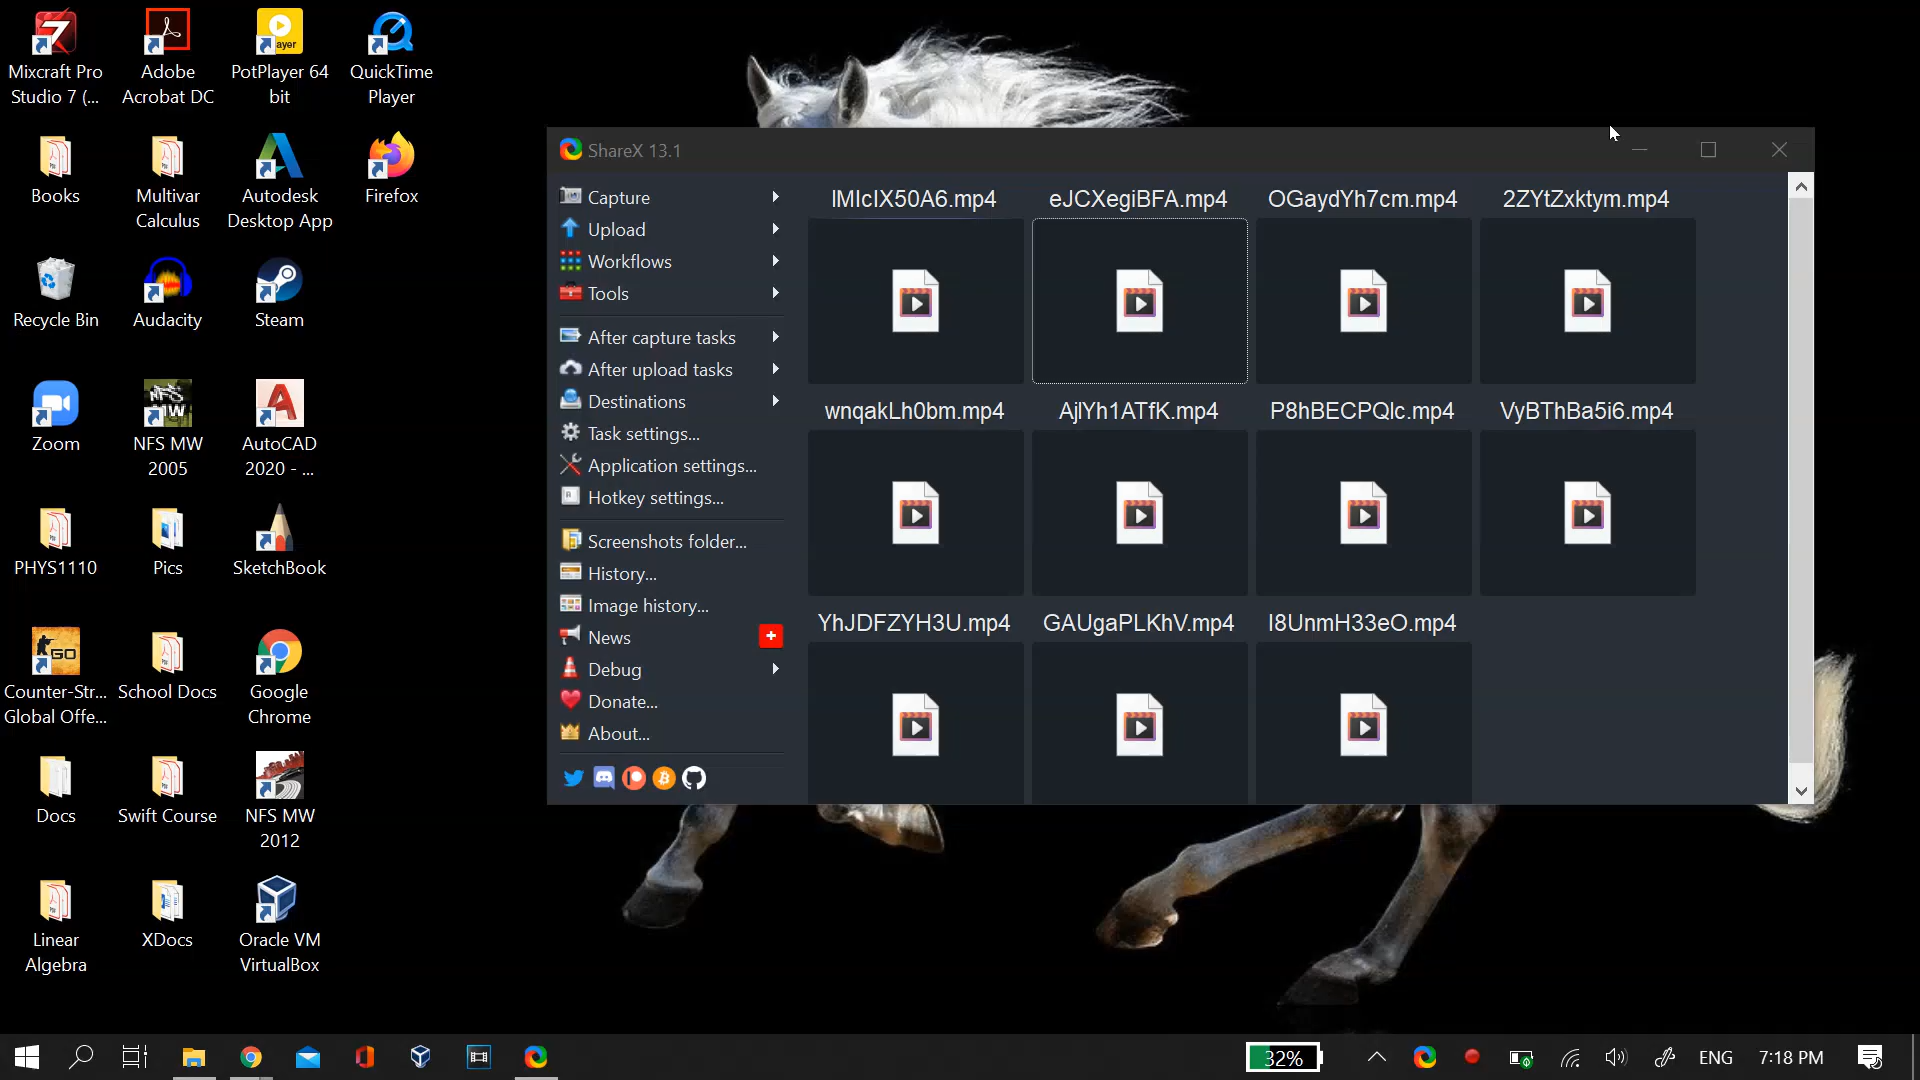 Mixcraft Pro
Studio 7 (...
Adobe
Acrobat DC
PotPlayer 64
bit
QuickTime
Player
Books
Multivar
Calculus
Autodesk
Desktop App
Firefox
Recycle Bin
Audacity
Steam
Zoom
NFS MW
2005
AutoCAD
2020 - ...
PHYS1110
Pics
SketchBook
Counter-Str...
Global Offe...
School Docs
Google
Chrome
Docs
Swift Course
NFS MW
2012
Linear
Algebra
XDocs
Oracle VM
VirtualBox
ShareX 13.1
Capture
Upload
Workflows
Tools
After capture tasks
After upload tasks
Destinations
Task settings...
Application settings...
Hotkey settings...
Screenshots folder...
History...
Image history...
News
Debug
Donate...
About...
IMIcIX50A6.mp4
eJCXegiBFA.mp4
OGaydYh7cm.mp4
2ZYtZxktym.mp4
wnqakLh0bm.mp4
AjlYh1ATfK.mp4
P8hBECPQlc.mp4
VyBThBa5i6.mp4
YhJDFZYH3U.mp4
GAUgaPLKhV.mp4
I8UnmH33eO.mp4
32%
ENG
7:18 PM